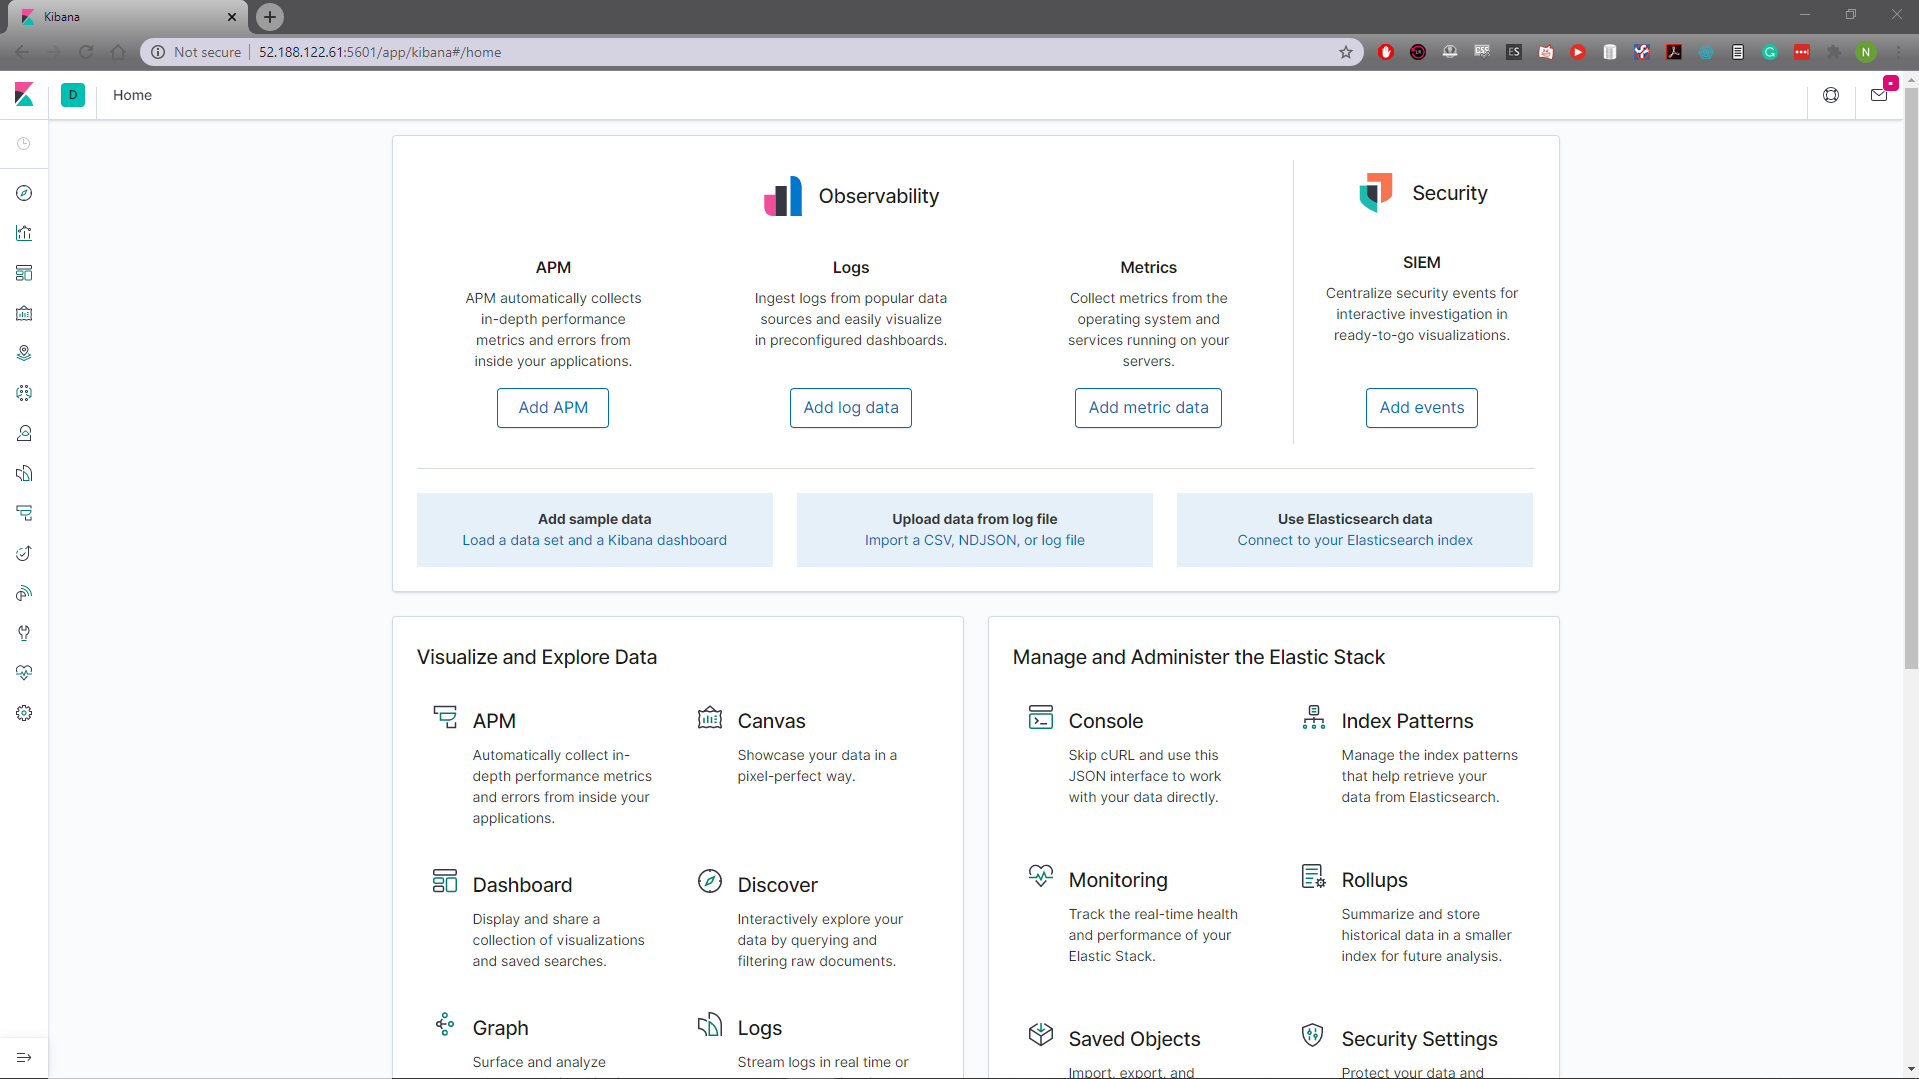 Kibana
Not secure
52.188.122.61:5601/app/kibana#/home
ES
N
D
Home
Observability
Security
APM
APM automatically collects
in-depth performance
metrics and errors from
inside your applications.
Add APM
Logs
Ingest logs from popular data
sources and easily visualize
in preconfigured dashboards.
Add log data
Metrics
Collect metrics from the
operating system and
services running on your
servers.
Add metric data
SIEM
Centralize security events for
interactive investigation in
ready-to-go visualizations.
Add events
Add sample data
Load a data set and a Kibana dashboard
Upload data from log file
Import a CSV, NDJSON, or log file
Use Elasticsearch data
Connect to your Elasticsearch index
Visualize and Explore Data
APM
Automatically collect in-
depth performance metrics
and errors from inside your
applications.
Canvas
Showcase your data in a
pixel-perfect way.
Dashboard
Display and share a
collection of visualizations
and saved searches.
Discover
Interactively explore your
data by querying and
filtering raw documents.
Graph
Surface and analyze
Logs
Stream logs in real time or
Manage and Administer the Elastic Stack
Console
Skip cURL and use this
JSON interface to work
with your data directly.
Index Patterns
Manage the index patterns
that help retrieve your
data from Elasticsearch.
Monitoring
Track the real-time health
and performance of your
Elastic Stack.
Rollups
Summarize and store
historical data in a smaller
index for future analysis.
Saved Objects
Import, export, and
Security Settings
Protect your data and